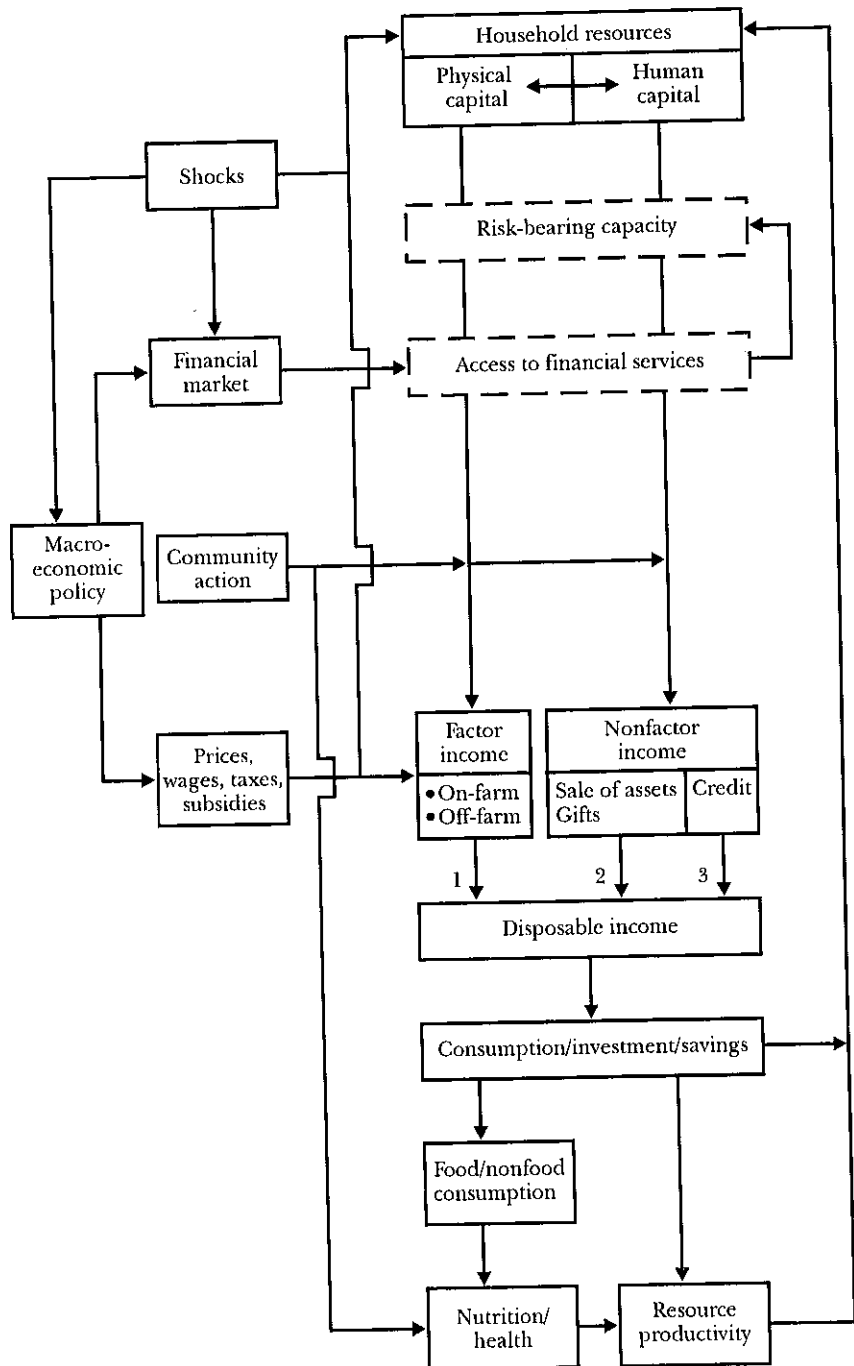 Household resources
Physical
capital
Human
capital
Shocks
Risk-bearing capacity
Financial
market
Access to financial services
Macro-
economic
policy
Community
action
Prices,
wages, taxes,
subsidies
Factor
income
• On-farm
• Off-farm
Nonfactor
income
Sale of assets
Gifts
Credit
1
2
3
Disposable income
Consumption/investment/savings
Food/nonfood
consumption
Nutrition/
health
Resource
productivity